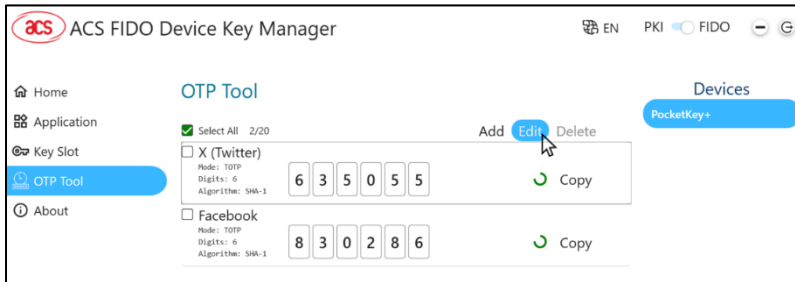 acs ACS FIDO Device Key Manager EN PKI FIDO
Home
Application
Key Slot
OTP Tool
About
OTP Tool
Select All 2/20 Add Edit Delete
X (Twitter)
Mode: TOTP
Digits: 6
Algorithm: SHA-1
6 3 5 0 5 5 Copy
Facebook
Mode: TOTP
Digits: 6
Algorithm: SHA-1
8 3 0 2 8 6 Copy
Devices
PocketKey+